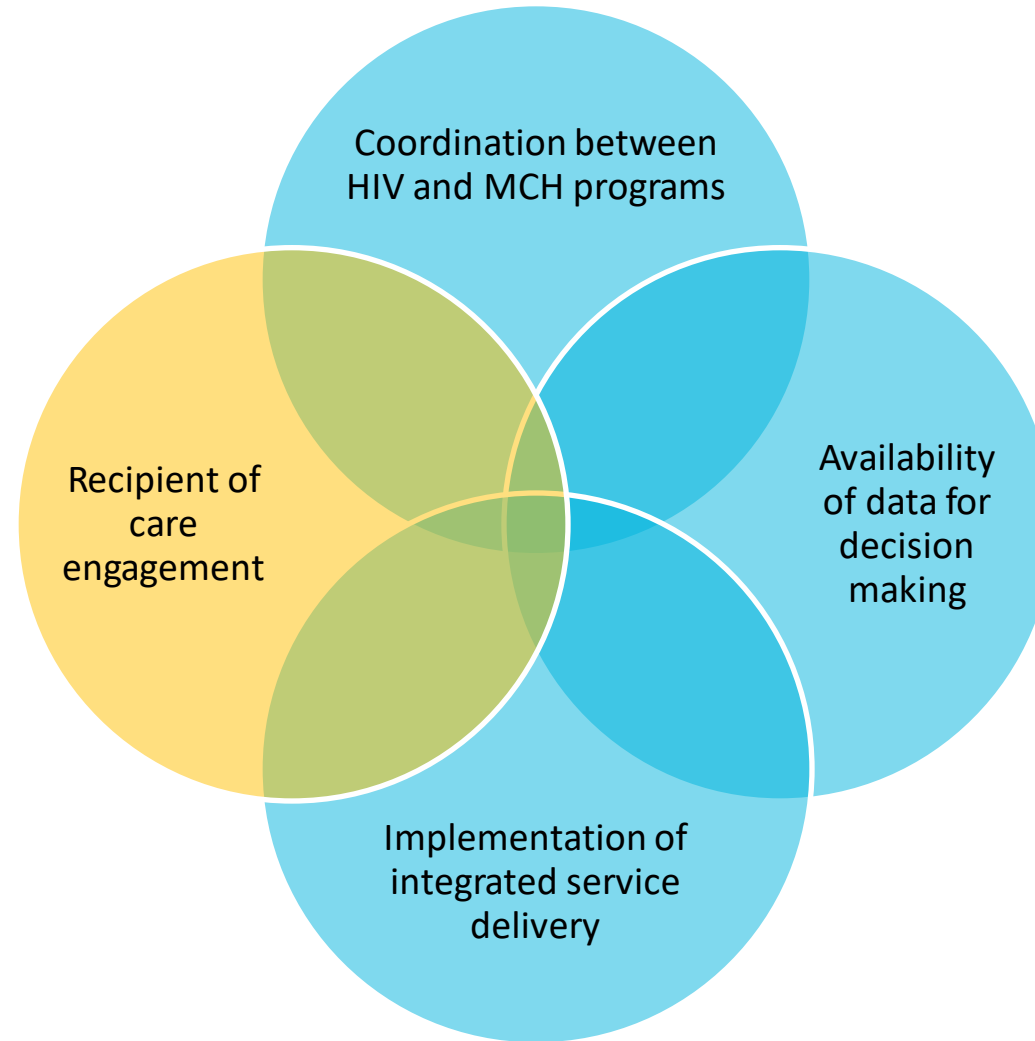 Coordination between
HIV and MCH programs
Recipient of
care
engagement
Availability
of data for
decision
making
Implementation of
integrated service
delivery